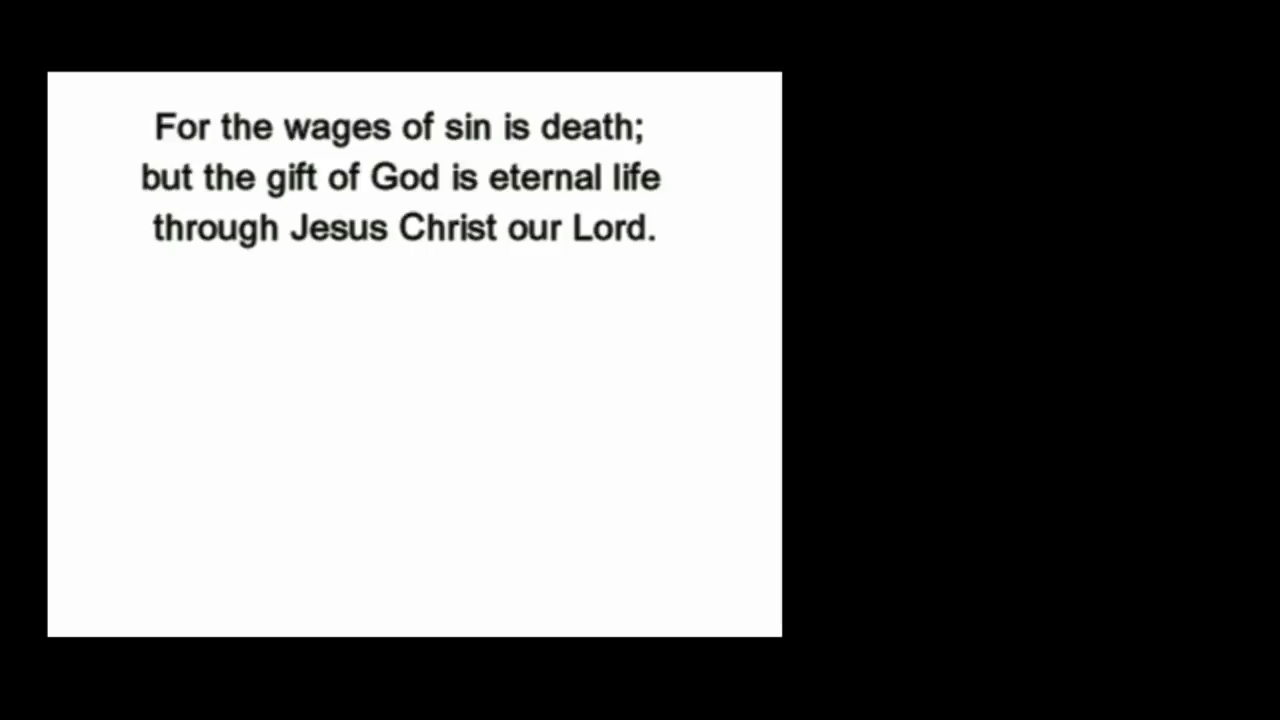 For the wages of sin is death;
but the gift of God is eternal life
through Jesus Christ our Lord.